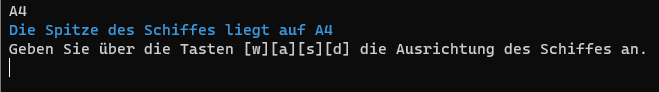 A4
Die Spitze des Schiffes liegt auf A4
Geben Sie über die Tasten [w][a][s][d] die Ausrichtung des Schiffes an.